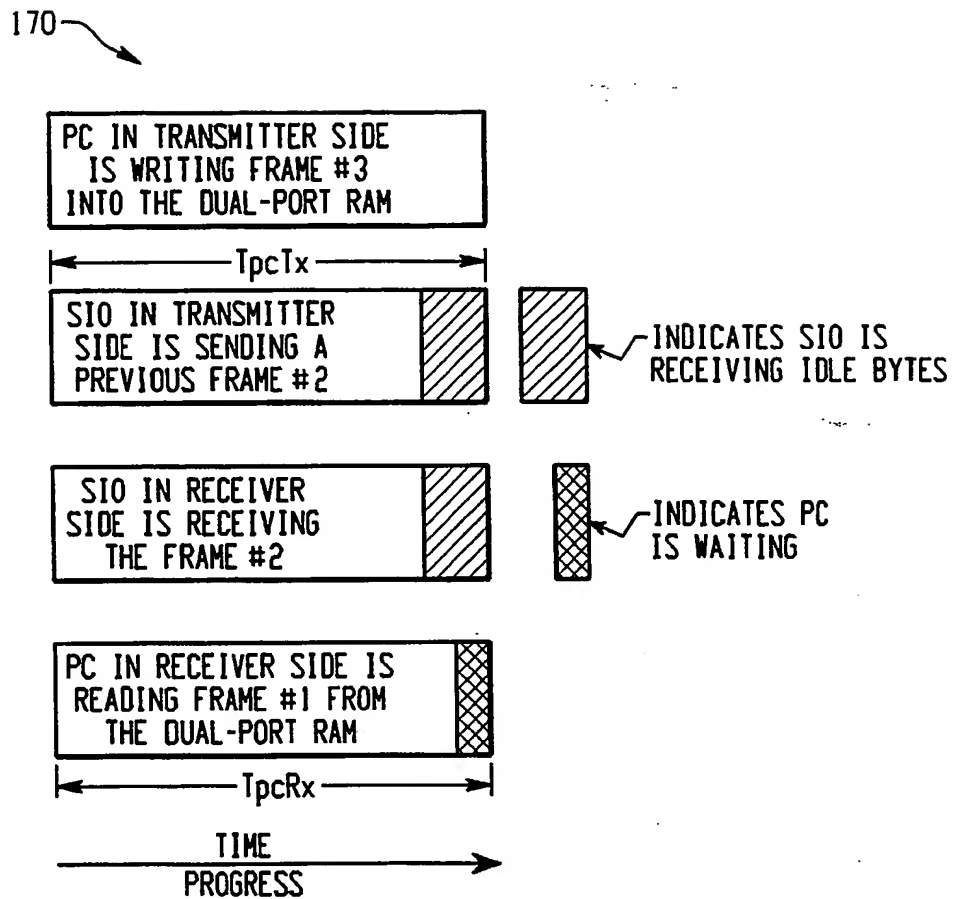 170
PC IN TRANSMITTER SIDE
IS WRITING FRAME #3
INTO THE DUAL-PORT RAM
TpcTx
SIO IN TRANSMITTER
SIDE IS SENDING A
PREVIOUS FRAME #2
INDICATES SIO IS
RECEIVING IDLE BYTES
SIO IN RECEIVER
SIDE IS RECEIVING
THE FRAME #2
INDICATES PC
IS WAITING
PC IN RECEIVER SIDE IS
READING FRAME #1 FROM
THE DUAL-PORT RAM
TpcRx
TIME
PROGRESS